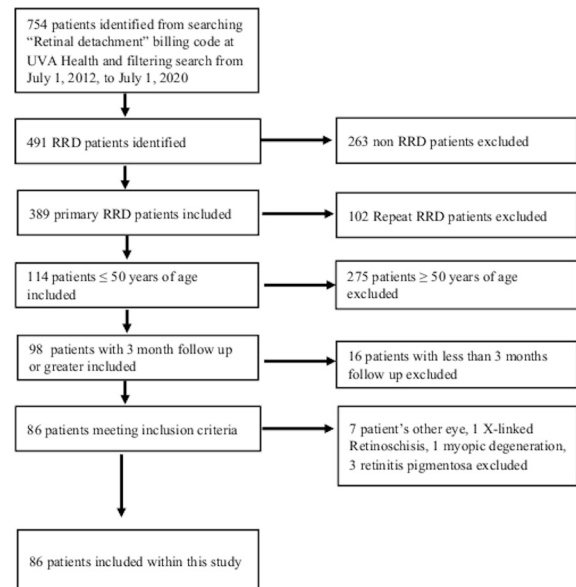 754 patients identified from searching
“Retinal detachment” billing code at
UVA Health and filtering search from
July 1, 2012, to July 1, 2020
491 RRD patients identified
263 non RRD patients excluded
389 primary RRD patients included
102 Repeat RRD patients excluded
114 patients ≤ 50 years of age
included
275 patients ≥ 50 years of age
excluded
98 patients with 3 month follow up
or greater included
16 patients with less than 3 months
follow up excluded
86 patients meeting inclusion criteria
7 patient’s other eye, 1 X-linked
Retinoschisis, 1 myopic degeneration,
3 retinitis pigmentosa excluded
86 patients included within this study